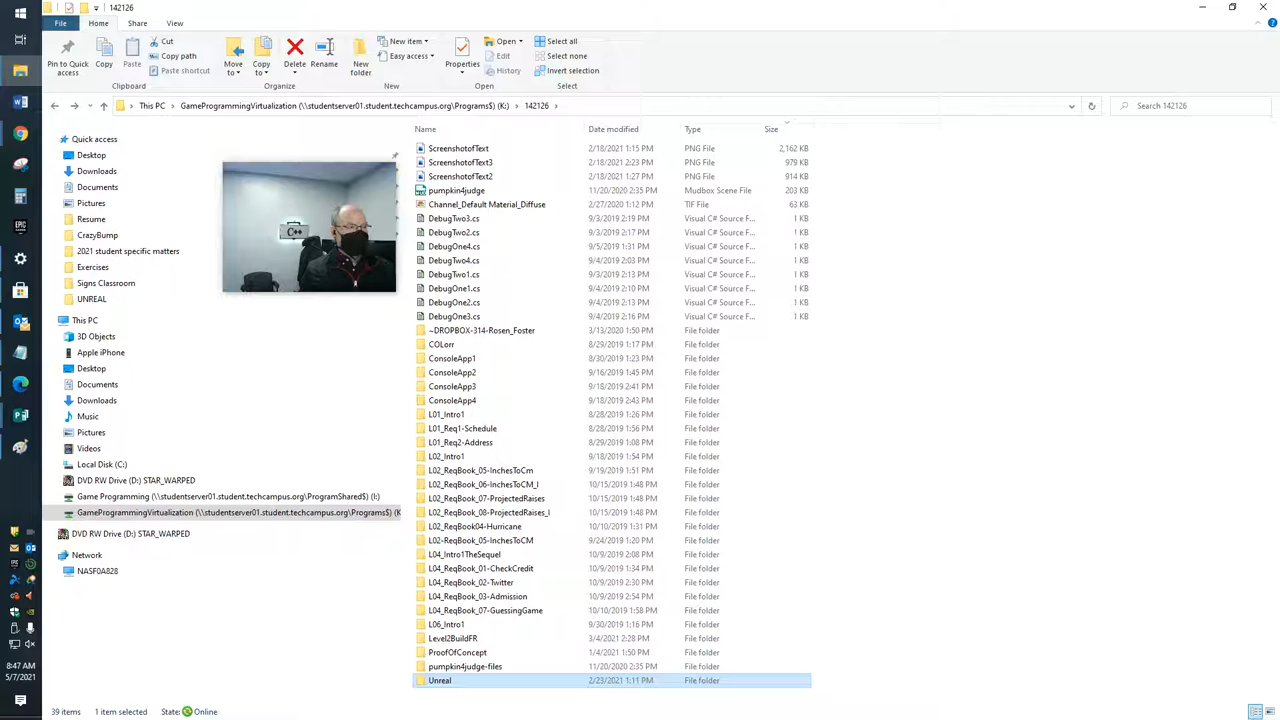 142126
File Home Share View
Pin to Quick access
Copy
Paste
Cut
Copy path
Paste shortcut
Clipboard
Move to
Copy to
Delete
Rename
Organize
New folder
New item
Easy access
New
Properties
Open
Edit
History
Open
Select all
Select none
Invert selection
Select
This PC > GameProgrammingVirtualization (\\studentserver01.student.techcampus.org\Programs$) (K:) > 142126 >
Search 142126
Quick access
Desktop
Downloads
Documents
Pictures
Resume
CrazyBump
2021 student specific matters
Exercises
Signs Classroom
UNREAL
This PC
3D Objects
Apple iPhone
Desktop
Documents
Downloads
Music
Pictures
Videos
Local Disk (C:)
DVD RW Drive (D:) STAR_WARPED
Game Programming (\\studentserver01.student.techcampus.org\ProgramShared$) (I:)
GameProgrammingVirtualization (\\studentserver01.student.techcampus.org\Programs$) (K
DVD RW Drive (D:) STAR_WARPED
Network
NASF0A828
C++
Name Date modified Type Size
ScreenshotofText 2/18/2021 1:15 PM PNG File 2,162 KB
ScreenshotofText3 2/18/2021 2:23 PM PNG File 979 KB
ScreenshotofText2 2/18/2021 1:27 PM PNG File 914 KB
pumpkin4judge 11/20/2020 2:35 PM Mudbox Scene File 203 KB
Channel_Default Material_Diffuse 2/27/2020 1:12 PM TIF File 63 KB
DebugTwo3.cs 9/3/2019 2:19 PM Visual C# Source F... 1 KB
DebugTwo2.cs 9/3/2019 2:17 PM Visual C# Source F... 1 KB
DebugOne4.cs 9/5/2019 1:31 PM Visual C# Source F... 1 KB
DebugTwo4.cs 9/4/2019 2:03 PM Visual C# Source F... 1 KB
DebugTwo1.cs 9/3/2019 2:13 PM Visual C# Source F... 1 KB
DebugOne1.cs 9/4/2019 2:10 PM Visual C# Source F... 1 KB
DebugOne2.cs 9/4/2019 2:13 PM Visual C# Source F... 1 KB
DebugOne3.cs 9/4/2019 2:16 PM Visual C# Source F... 1 KB
~DROPBOX-314-Rosen_Foster 3/13/2020 1:50 PM File folder
COLorr 8/29/2019 1:17 PM File folder
ConsoleApp1 8/30/2019 1:23 PM File folder
ConsoleApp2 9/16/2019 1:45 PM File folder
ConsoleApp3 9/18/2019 2:41 PM File folder
ConsoleApp4 9/18/2019 2:43 PM File folder
L01_Intro1 8/28/2019 1:26 PM File folder
L01_Req1-Schedule 8/28/2019 1:56 PM File folder
L01_Req2-Address 8/29/2019 1:08 PM File folder
L02_Intro1 9/18/2019 1:54 PM File folder
L02_ReqBook_05-InchesToCm 9/19/2019 1:51 PM File folder
L02_ReqBook_06-InchesToCM_I 10/15/2019 1:48 PM File folder
L02_ReqBook_07-ProjectedRaises 10/15/2019 1:48 PM File folder
L02_ReqBook_08-ProjectedRaises_I 10/15/2019 1:48 PM File folder
L02_ReqBook04-Hurricane 10/10/2019 1:31 PM File folder
L02-ReqBook_05-InchesToCM 9/24/2019 1:20 PM File folder
L04_Intro1TheSequel 10/9/2019 2:08 PM File folder
L04_ReqBook_01-CheckCredit 10/9/2019 1:34 PM File folder
L04_ReqBook_02-Twitter 10/9/2019 2:30 PM File folder
L04_ReqBook_03-Admission 10/9/2019 2:54 PM File folder
L04_ReqBook_07-GuessingGame 10/10/2019 1:58 PM File folder
L06_Intro1 9/30/2019 1:16 PM File folder
Level2BuildFR 3/4/2021 2:28 PM File folder
ProofOfConcept 1/4/2021 1:50 PM File folder
pumpkin4judge-files 11/20/2020 2:35 PM File folder
Unreal 2/23/2021 1:11 PM File folder
8:47 AM
5/7/2021
39 items 1 item selected State: Online